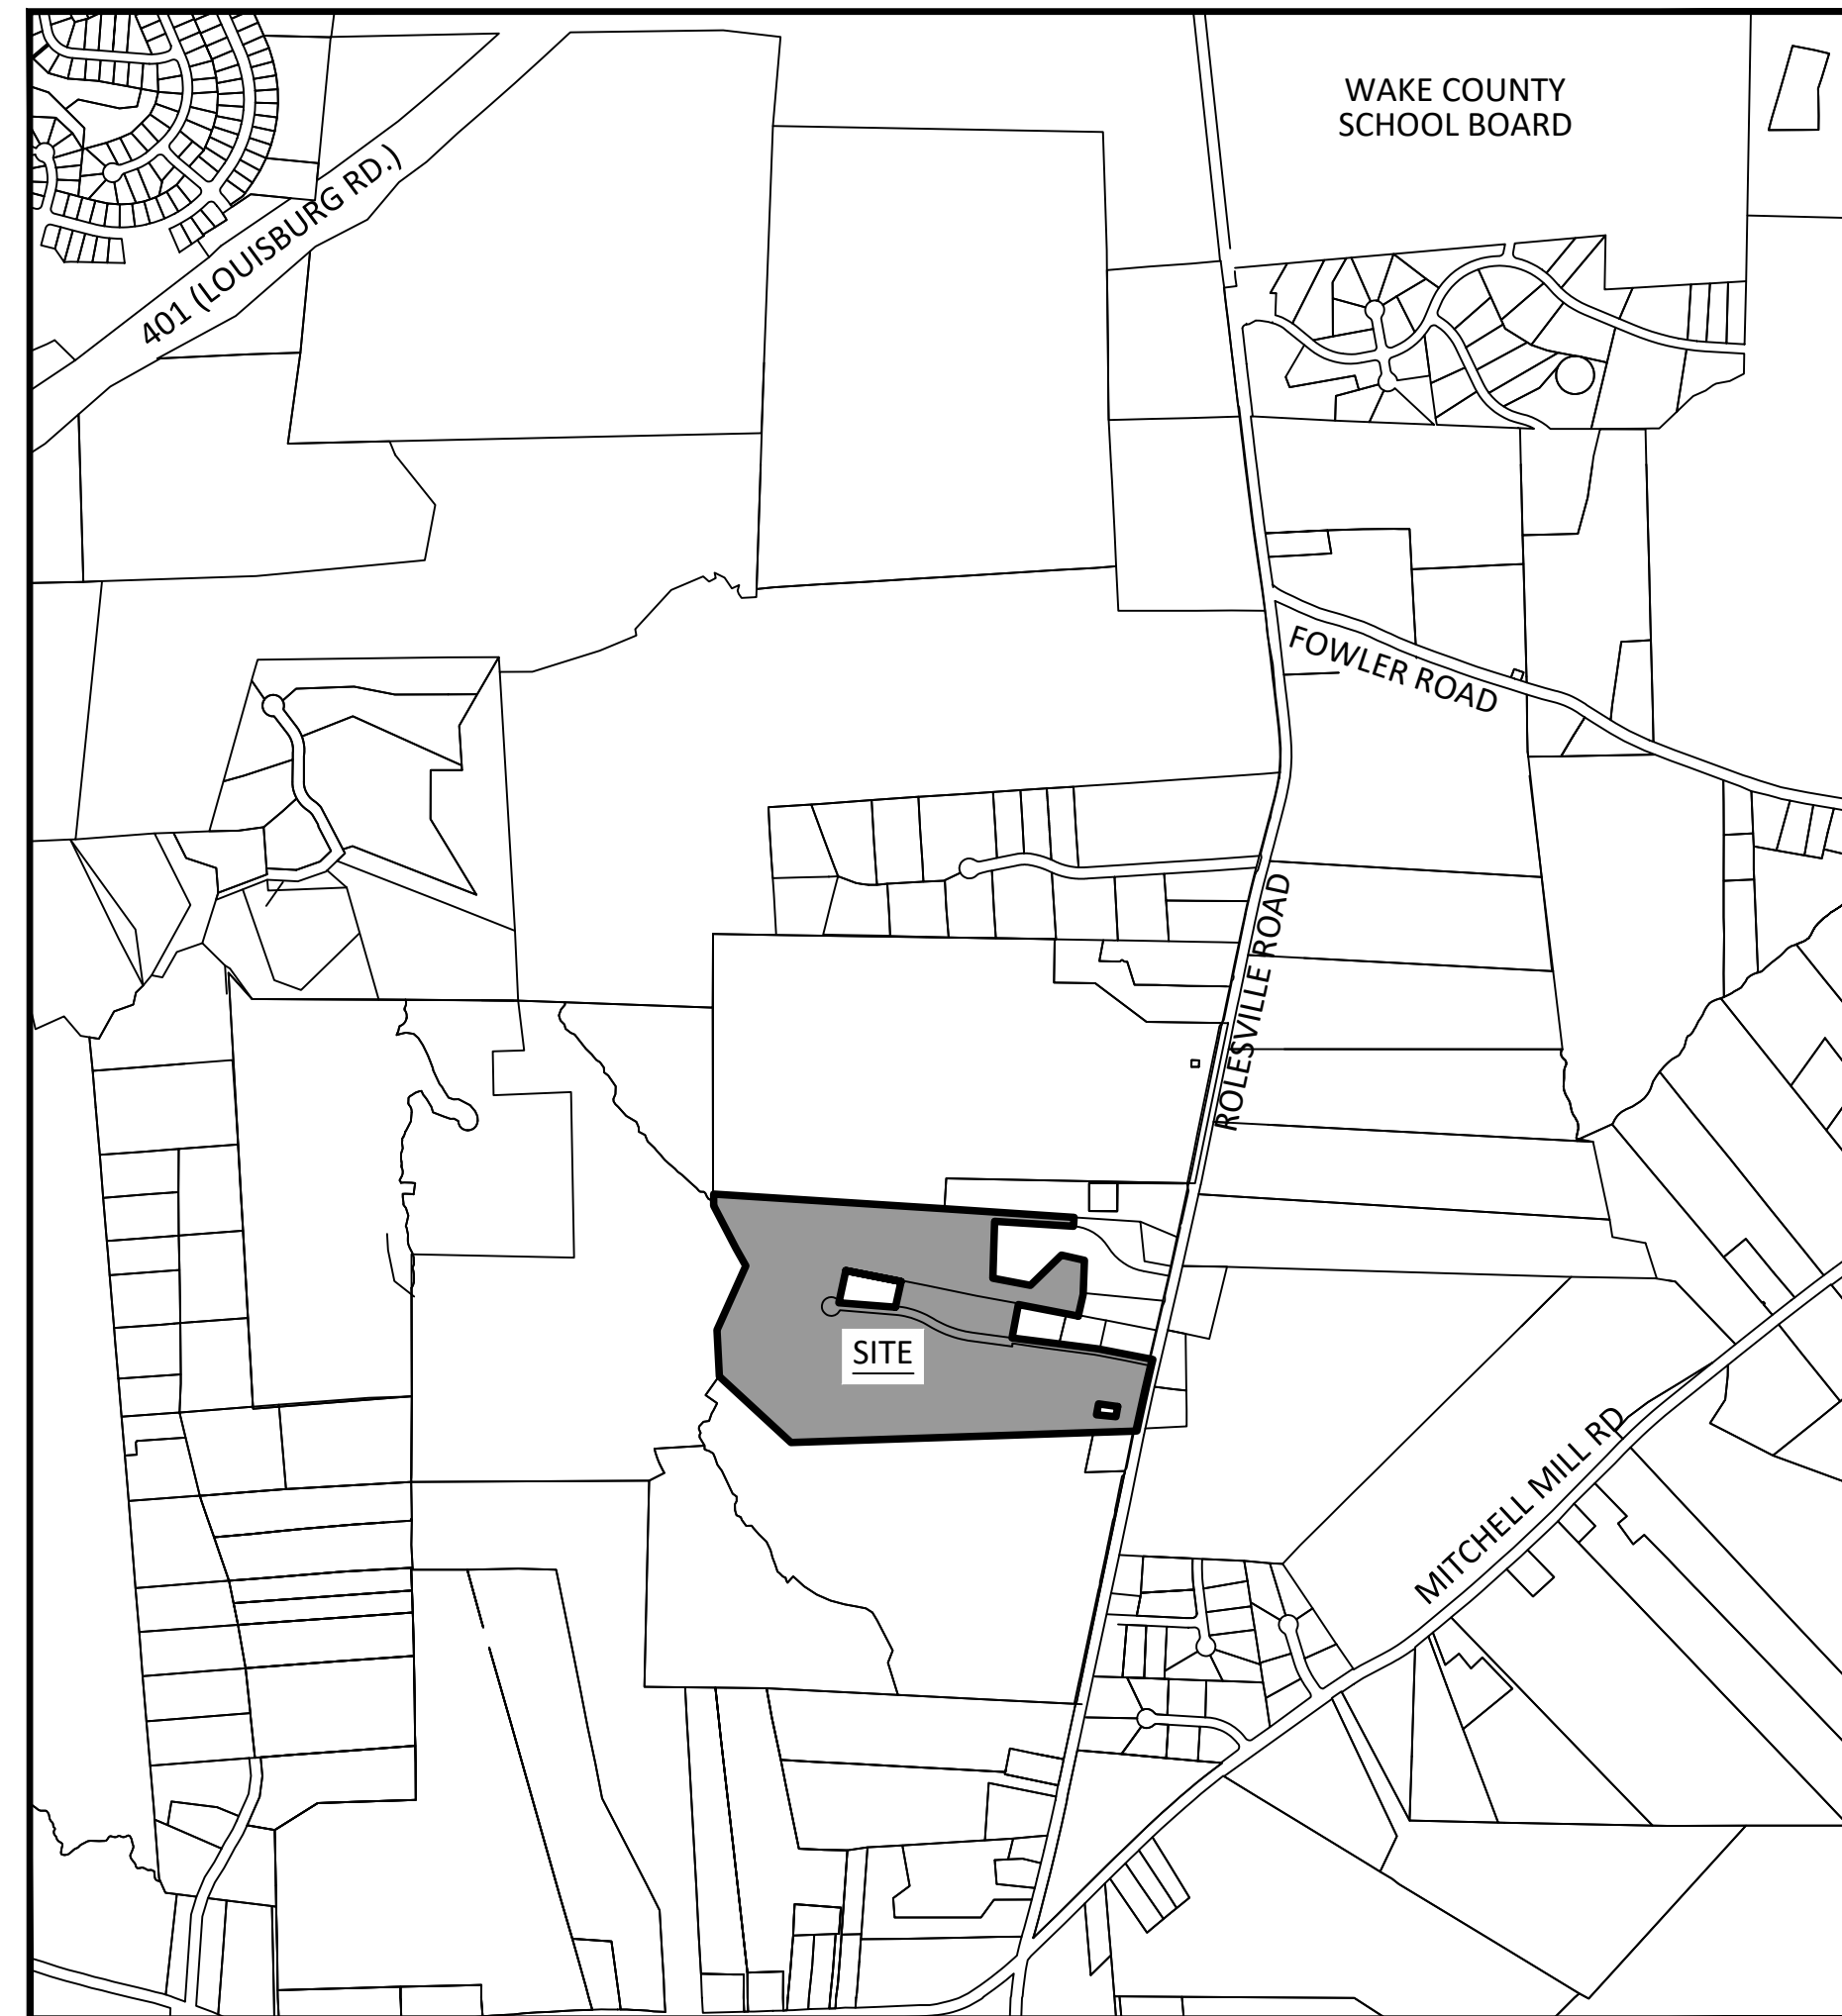 WAKE COUNTY
SCHOOL BOARD
401 (LOUISBURG RD.)
FOWLER ROAD
ROLESVILLE ROAD
SITE
MITCHELL MILL RD